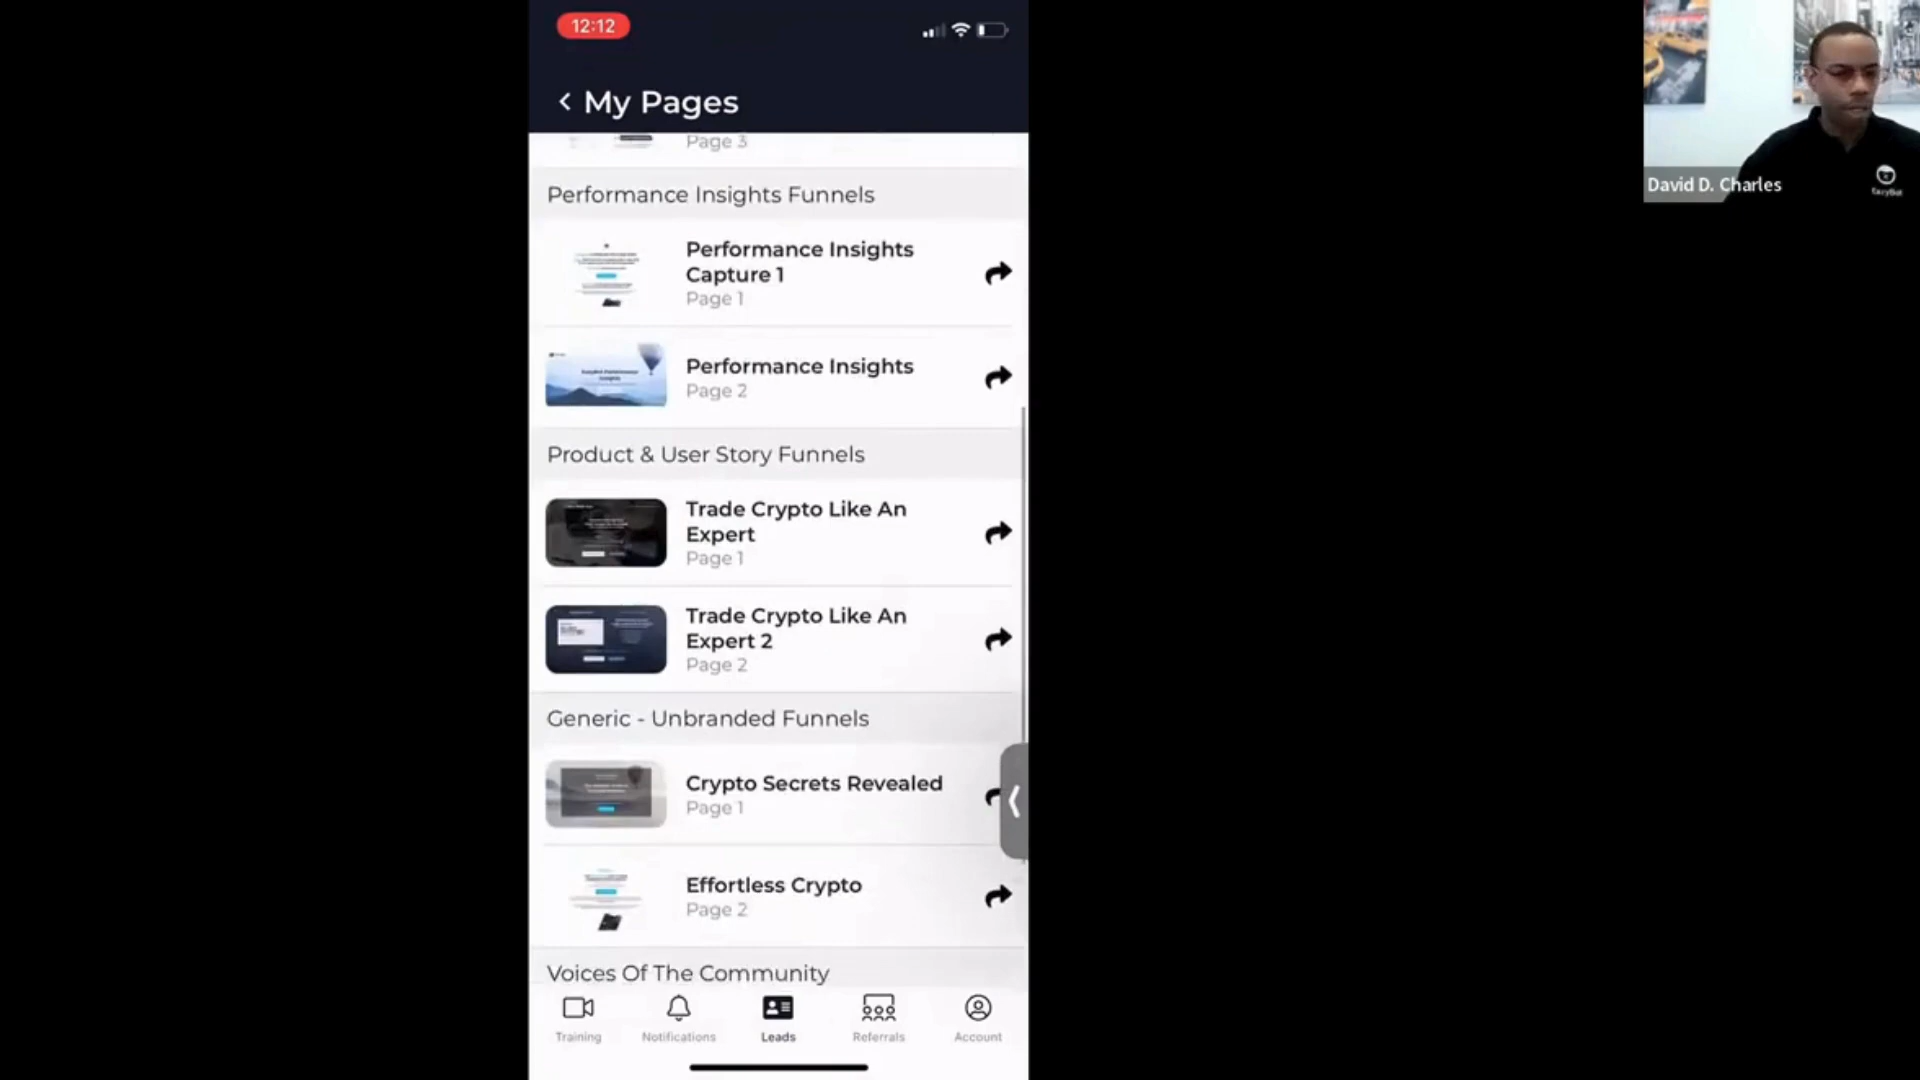 12:12
My Pages
Page 3
Performance Insights Funnels
Performance Insights
Capture 1
Page 1
Performance Insights
Page 2
Product & User Story Funnels
Trade Crypto Like An
Expert
Page 1
Trade Crypto Like An
Expert 2
Page 2
Generic - Unbranded Funnels
Crypto Secrets Revealed
Page 1
Effortless Crypto
Page 2
Voices Of The Community
Training
Notifications
Leads
Referrals
Account
David D. Charles